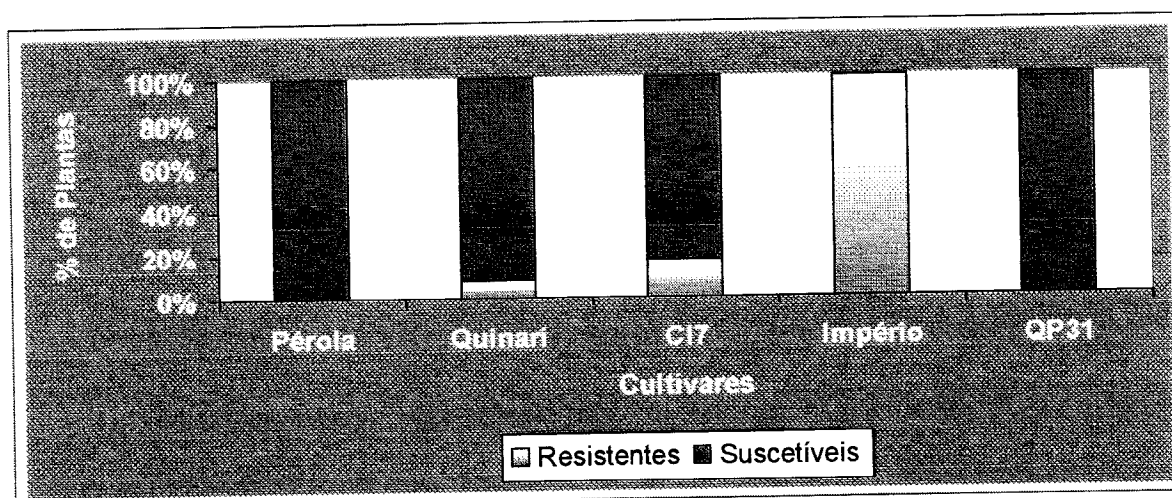 % de Plantas
100%
80%
60%
40%
20%
0%
Pérola Quinari CI7 Império QP31
Cultivares
Resistentes Suscetíveis